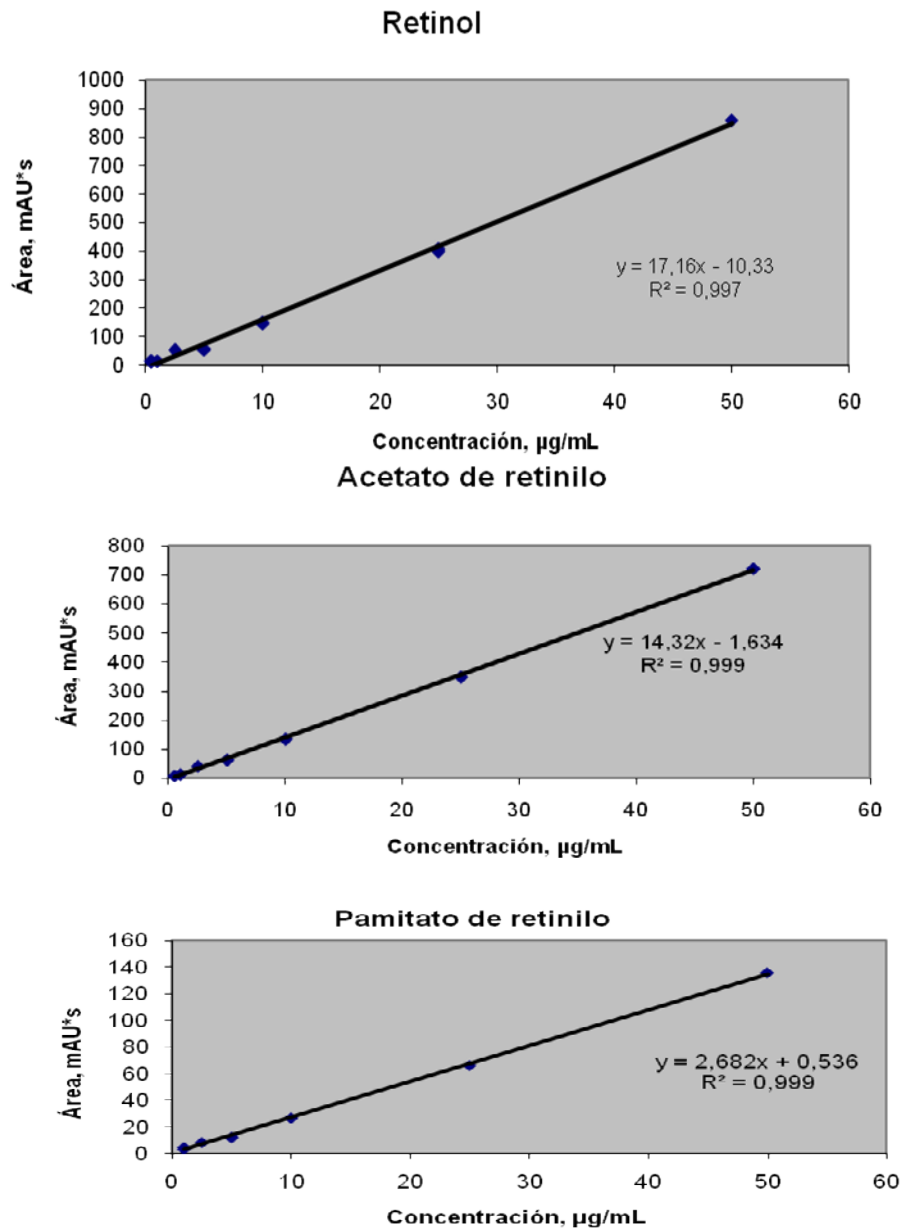 Retinol
1000
900
800
700
600
500
400
300
200
100
0
Área, mAU*s
y = 17,16x - 10,33
R² = 0,997
0 10 20 30 40 50 60
Concentración, µg/mL
Acetato de retinilo
800
700
600
500
400
300
200
100
0
Área, mAU*s
y = 14,32x - 1,634
R² = 0,999
0 10 20 30 40 50 60
Concentración, µg/mL
Pamitato de retinilo
160
140
120
100
80
60
40
20
0
Área, mAU*s
y = 2,682x + 0,536
R² = 0,999
0 10 20 30 40 50 60
Concentración, µg/mL